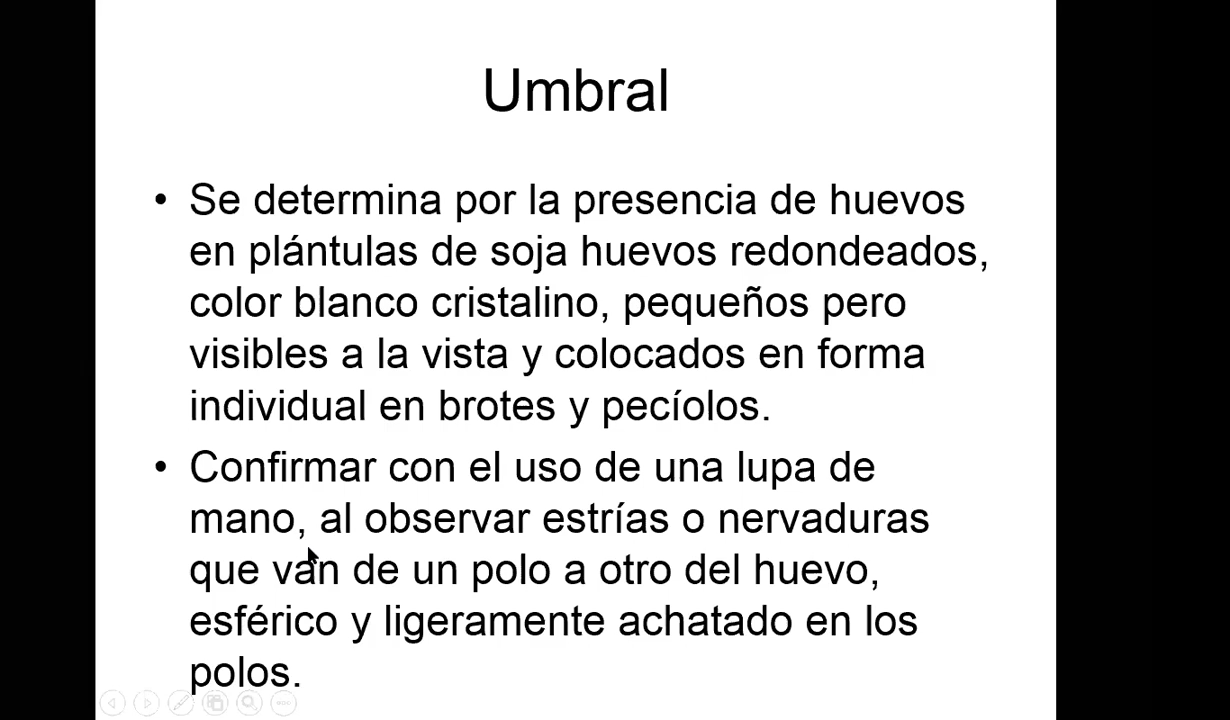 Umbral
• Se determina por la presencia de huevos
en plántulas de soja huevos redondeados,
color blanco cristalino, pequeños pero
visibles a la vista y colocados en forma
individual en brotes y pecíolos.
• Confirmar con el uso de una lupa de
mano, al observar estrías o nervaduras
que van de un polo a otro del huevo,
esférico y ligeramente achatado en los
polos.